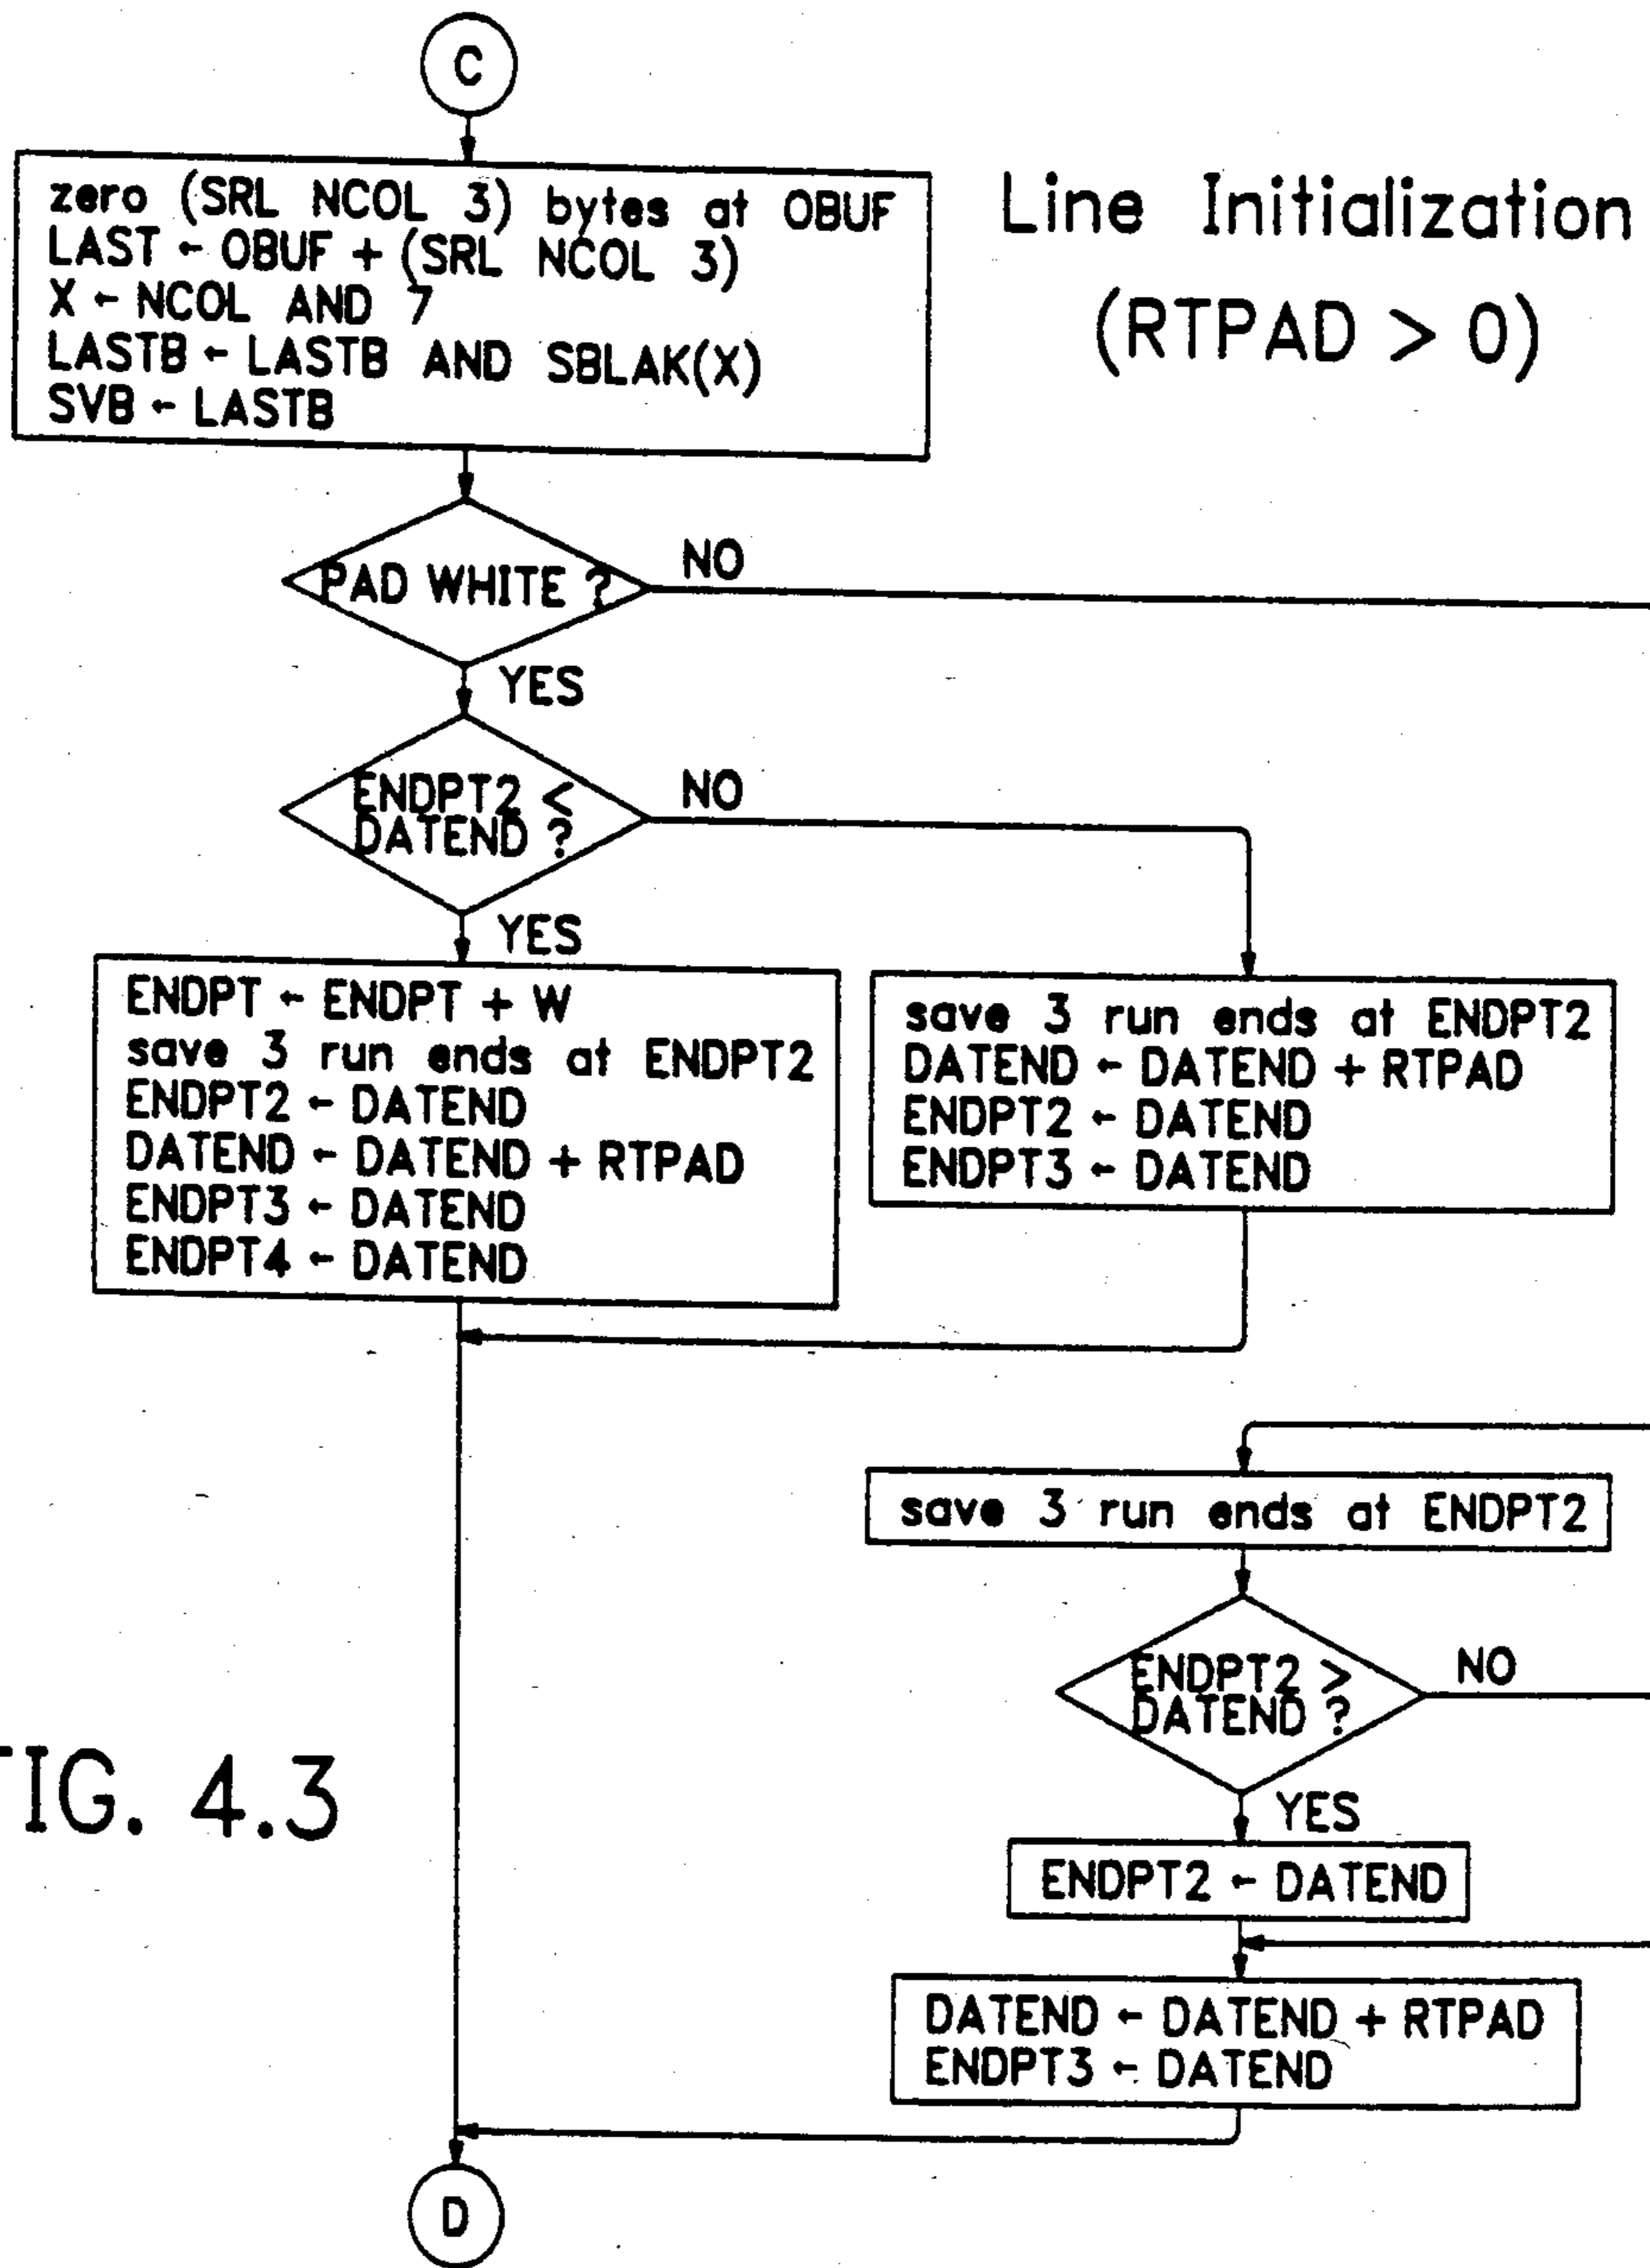 C
zero (SRL NCOL 3) bytes at OBUF
LAST ← OBUF + (SRL NCOL 3)
X ← NCOL AND 7
LASTB ← LASTB AND SBLAK(X)
SVB ← LASTB
Line Initialization
(RTPAD > 0)
PAD WHITE ?
NO
YES
ENDPT2 <
DATEND ?
NO
YES
ENDPT ← ENDPT + W
save 3 run ends at ENDPT2
ENDPT2 ← DATEND
DATEND ← DATEND + RTPAD
ENDPT3 ← DATEND
ENDPT4 ← DATEND
save 3 run ends at ENDPT2
DATEND ← DATEND + RTPAD
ENDPT2 ← DATEND
ENDPT3 ← DATEND
save 3 run ends at ENDPT2
ENDPT2 >
DATEND ?
NO
YES
ENDPT2 ← DATEND
DATEND ← DATEND + RTPAD
ENDPT3 ← DATEND
FIG. 4.3
D